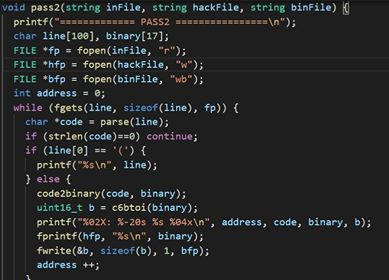 void pass2(string inFile, string hackFile, string binFile) {
printf("============= PASS2 ================\n");
char line[100], binary[17];
FILE *fp = fopen(inFile, "r");
FILE *hfp = fopen(hackFile, "w");
FILE *bfp = fopen(binFile, "wb");
int address = 0;
while (fgets(line, sizeof(line), fp)) {
char *code = parse(line);
if (strlen(code)==0) continue;
if (line[0] == '(') {
printf("%s\n", line);
} else {
code2binary(code, binary);
uint16_t b = c6btoi(binary);
printf("%02X: %-20s %s %04x\n", address, code, binary, b);
fprintf(hfp, "%s\n", binary);
fwrite(&b, sizeof(b), 1, bfp);
address ++;